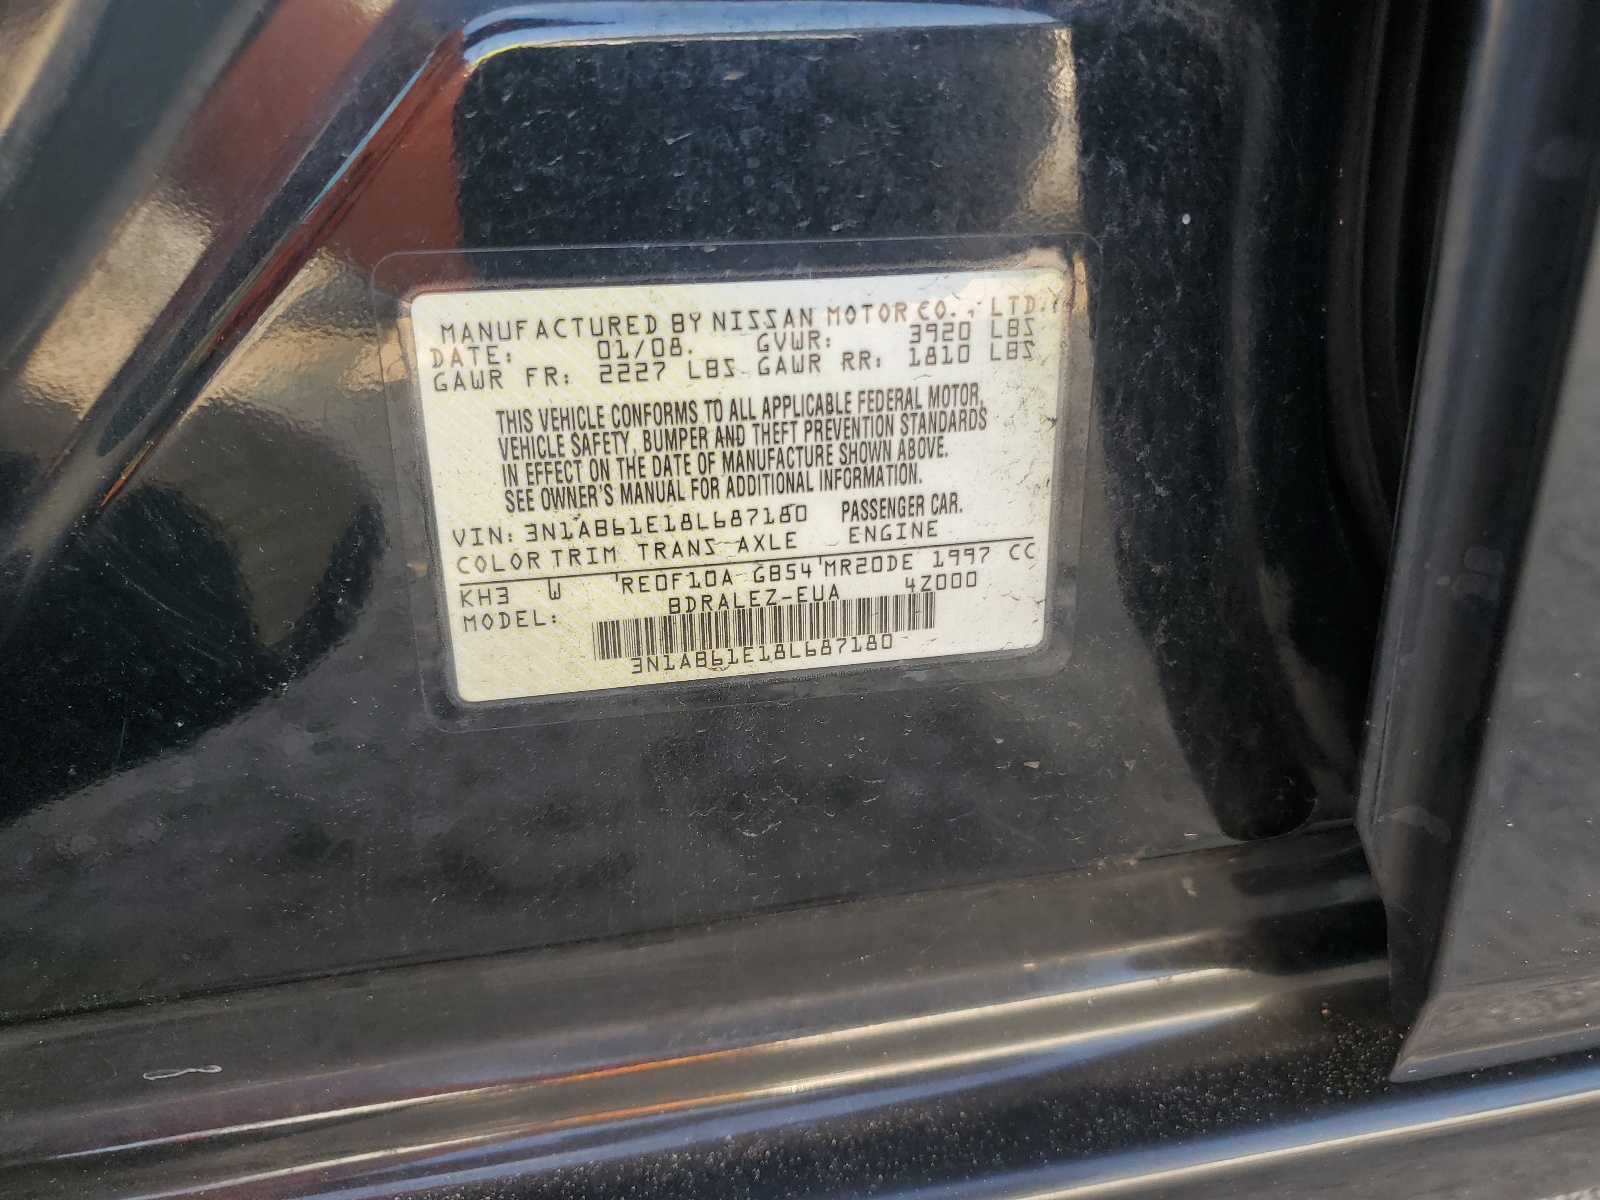 MANUFACTURED BY NISSAN MOTOR CO., LTD.
DATE: 01/08. GVWR: 3920 LBS
GAWR FR: 2227 LBS GAWR RR: 1810 LBS
THIS VEHICLE CONFORMS TO ALL APPLICABLE FEDERAL MOTOR,
VEHICLE SAFETY, BUMPER AND THEFT PREVENTION STANDARDS
IN EFFECT ON THE DATE OF MANUFACTURE SHOWN ABOVE.
SEE OWNER'S MANUAL FOR ADDITIONAL INFORMATION.
VIN: 3N1AB61E18L687180 PASSENGER CAR.
COLOR TRIM TRANS AXLE ENGINE
KH3 W RE0F10A GB54 MR20DE 1997 CC
MODEL: BDRALEZ-EUA 4Z000
3N1AB61E18L687180